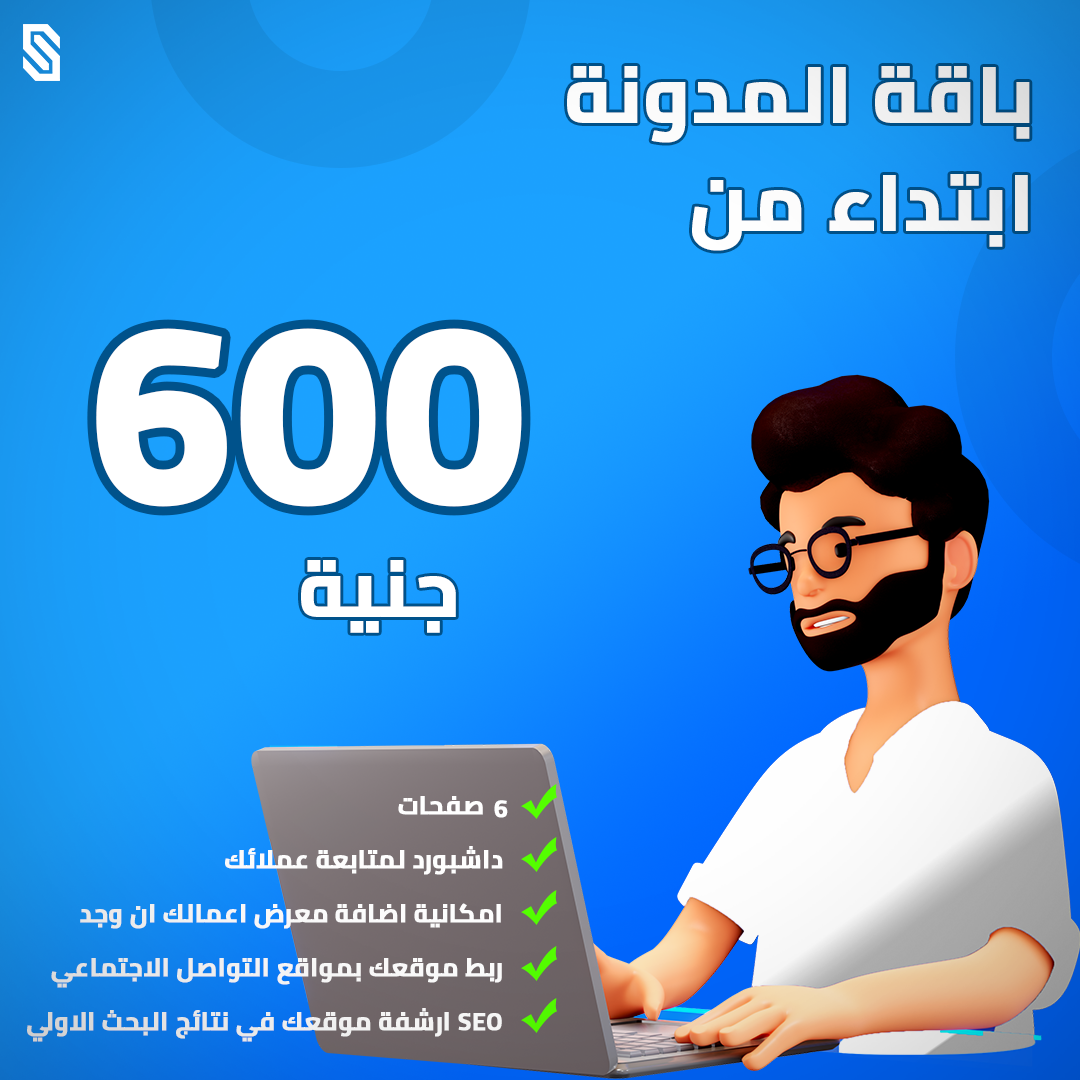 باقة المدونة
ابتداء من
600
جنية
6 صفحات
داشبورد لمتابعة عملائك
امكانية اضافة معرض اعمالك ان وجد
ربط موقعك بمواقع التواصل الاجتماعي
SEO ارشفة موقعك في نتائج البحث الاولي